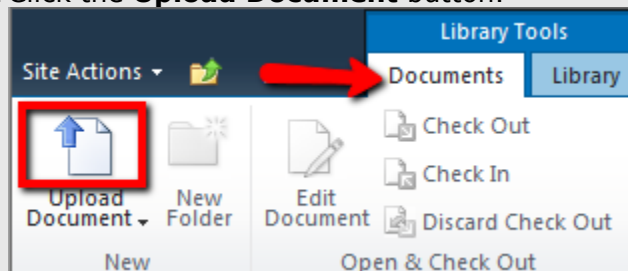 Click the Upload Document button.
Library Tools
Site Actions
Documents
Library
Check Out
Check In
Discard Check Out
Upload
Document
New
Folder
Edit
Document
New
Open & Check Out